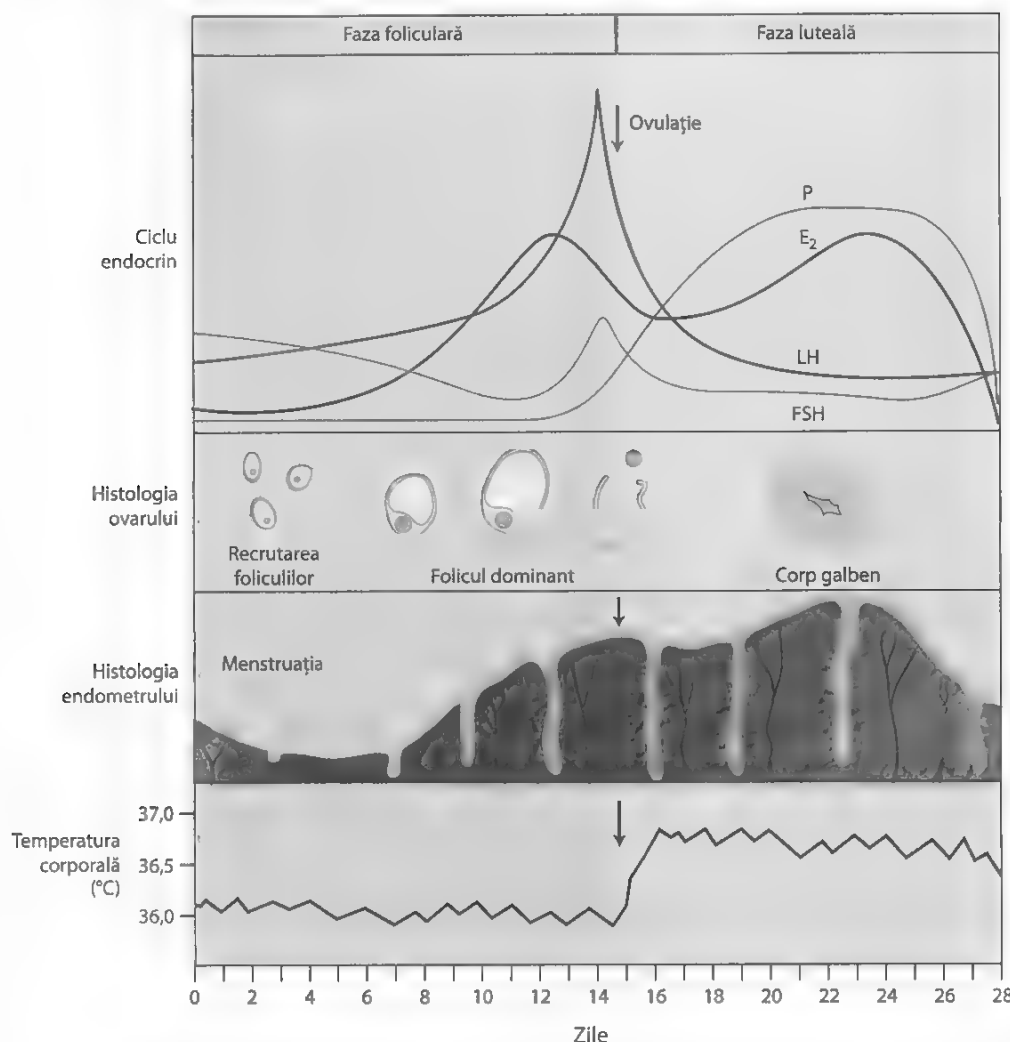 Faza foliculară
Faza luteală
Ovulație
P
E2
LH
FSH
Ciclu
endocrin
Histologia
ovarului
Recrutarea
foliculilor
Folicul dominant
Corp galben
Histologia
endometrului
Menstruația
Temperatura
corporală
(°C)
37,0
36,5
36,0
0 2 4 6 8 10 12 14 16 18 20 22 24 26 28
Zile